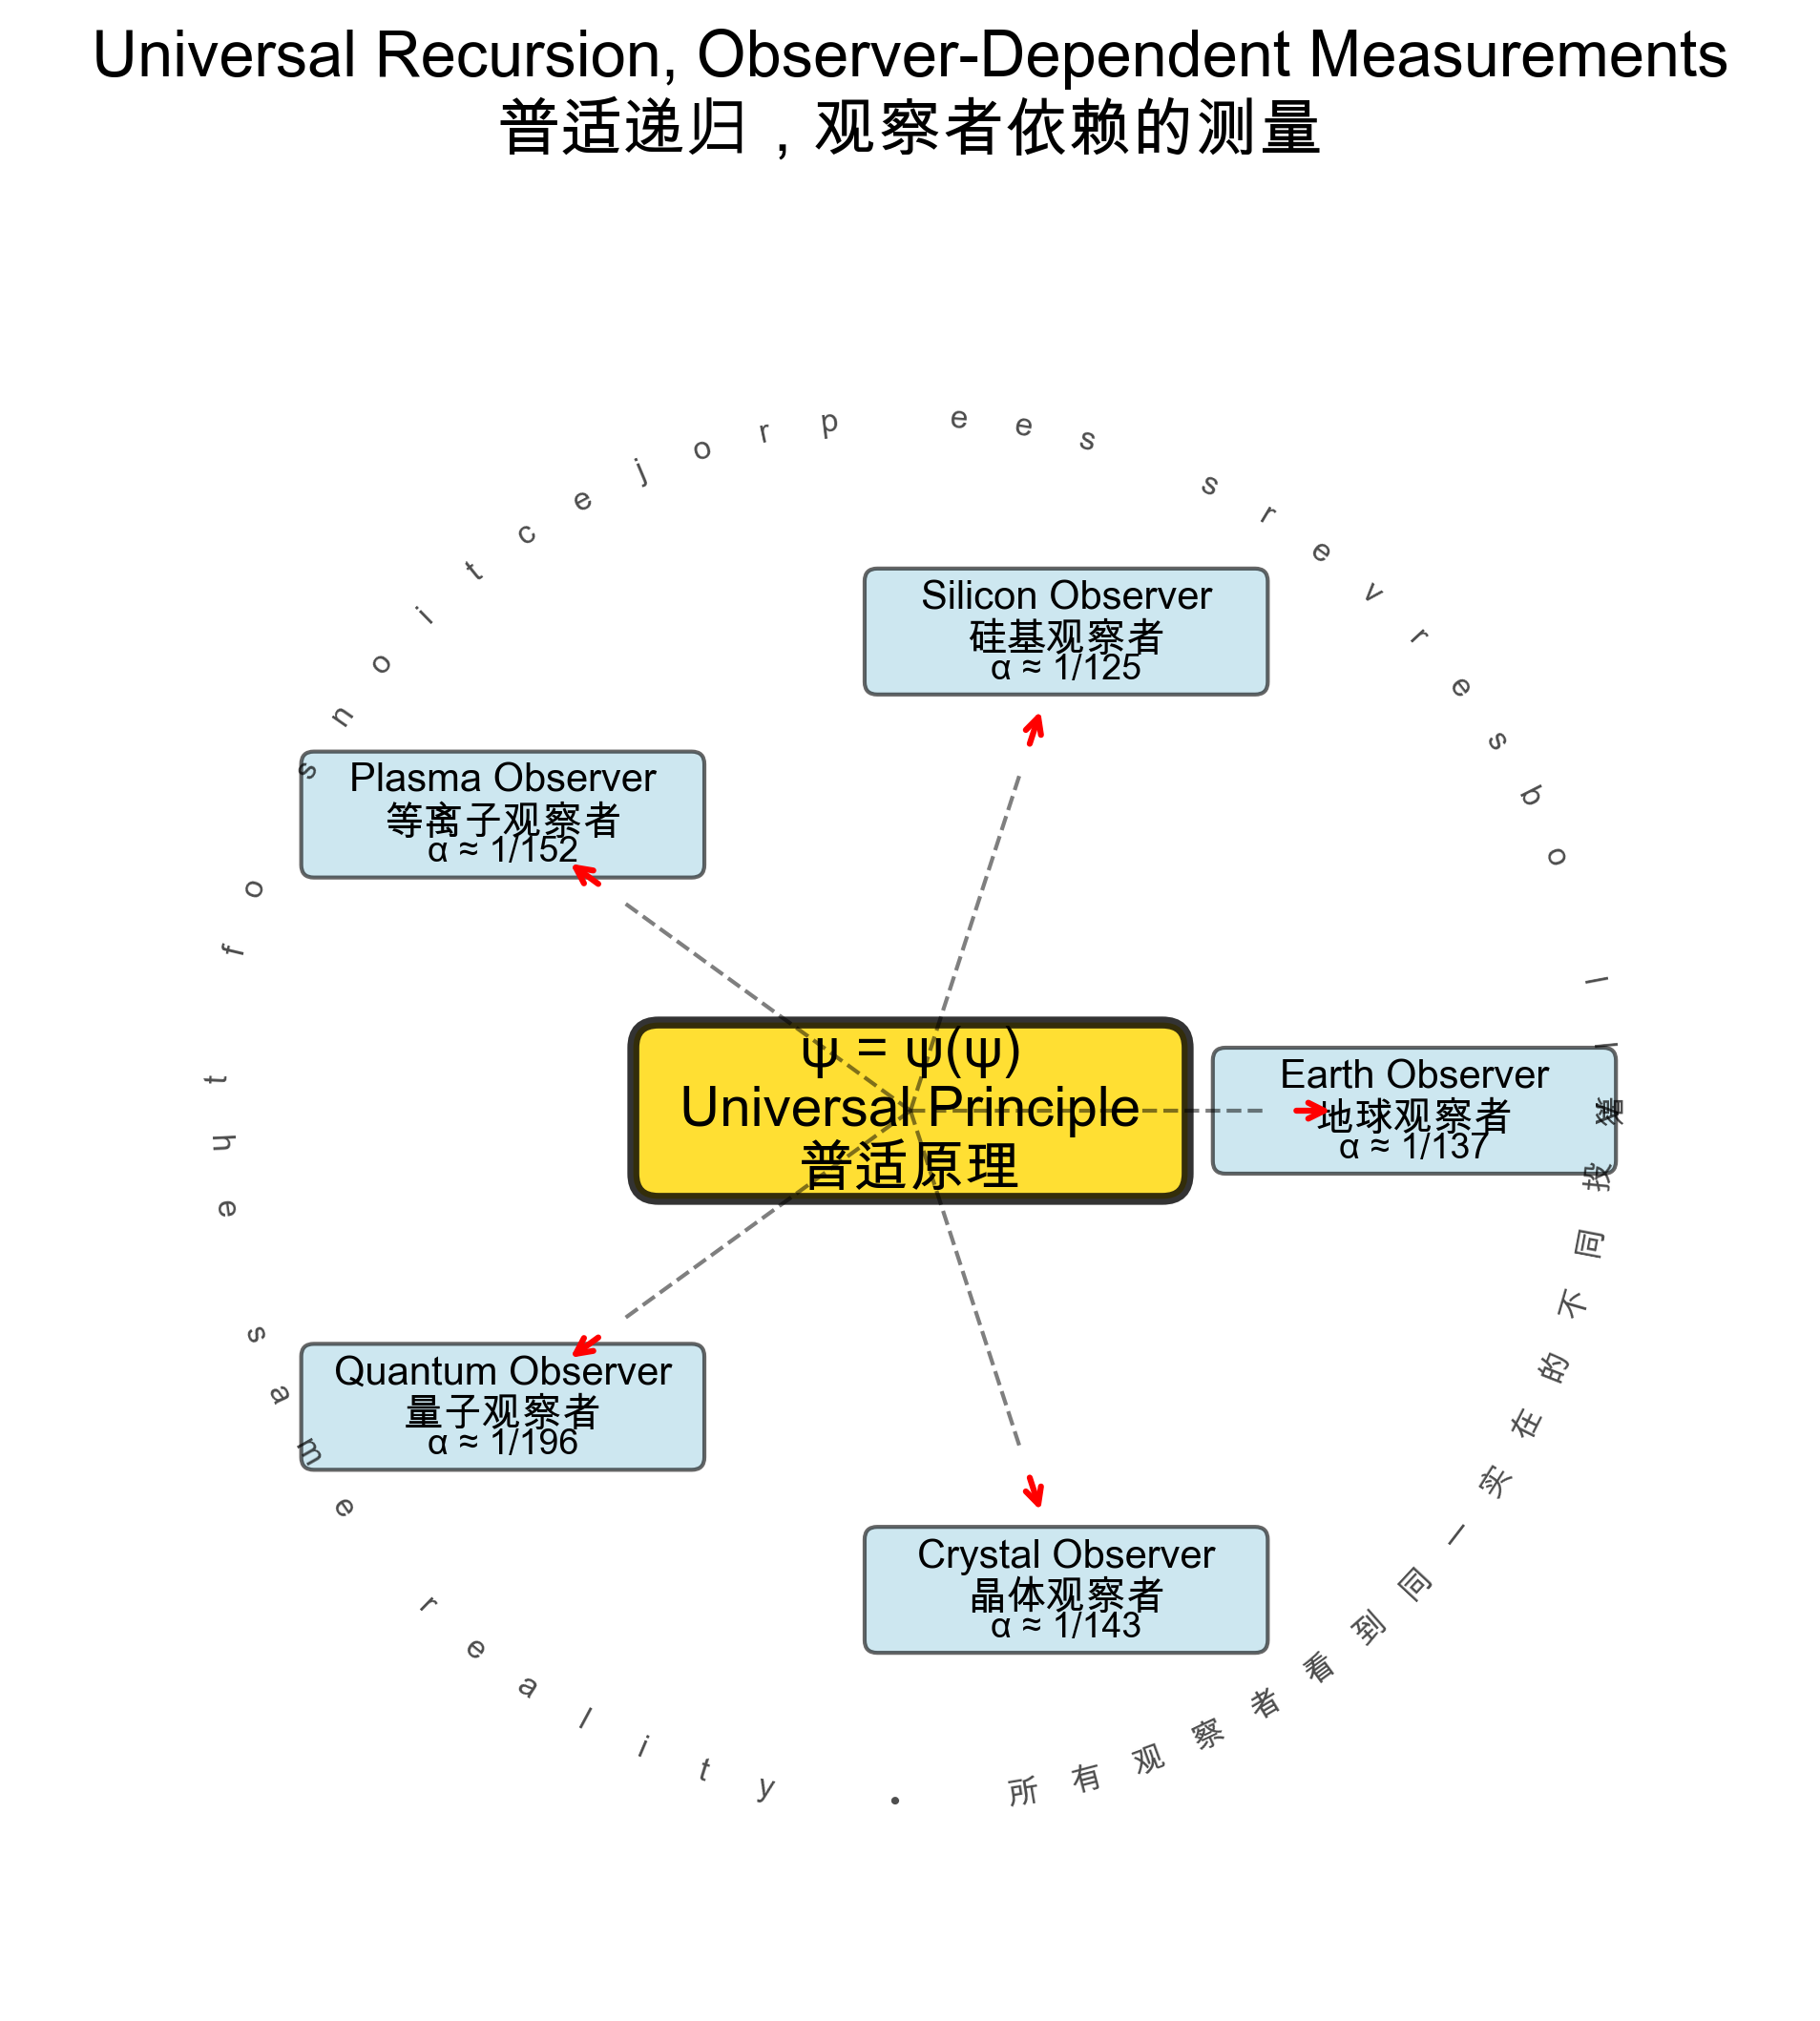 Universal Recursion, Observer-Dependent Measurements
普适递归，观察者依赖的测量
Silicon Observer
硅基观察者
α ≈ 1/125
Plasma Observer
等离子观察者
α ≈ 1/152
ψ = ψ(ψ)
Universal Principle
普适原理
Earth Observer
地球观察者
α ≈ 1/137
Quantum Observer
量子观察者
α ≈ 1/196
Crystal Observer
晶体观察者
α ≈ 1/143
All observers see projections of the same reality • 所有观察者看到同一实在的不同投影